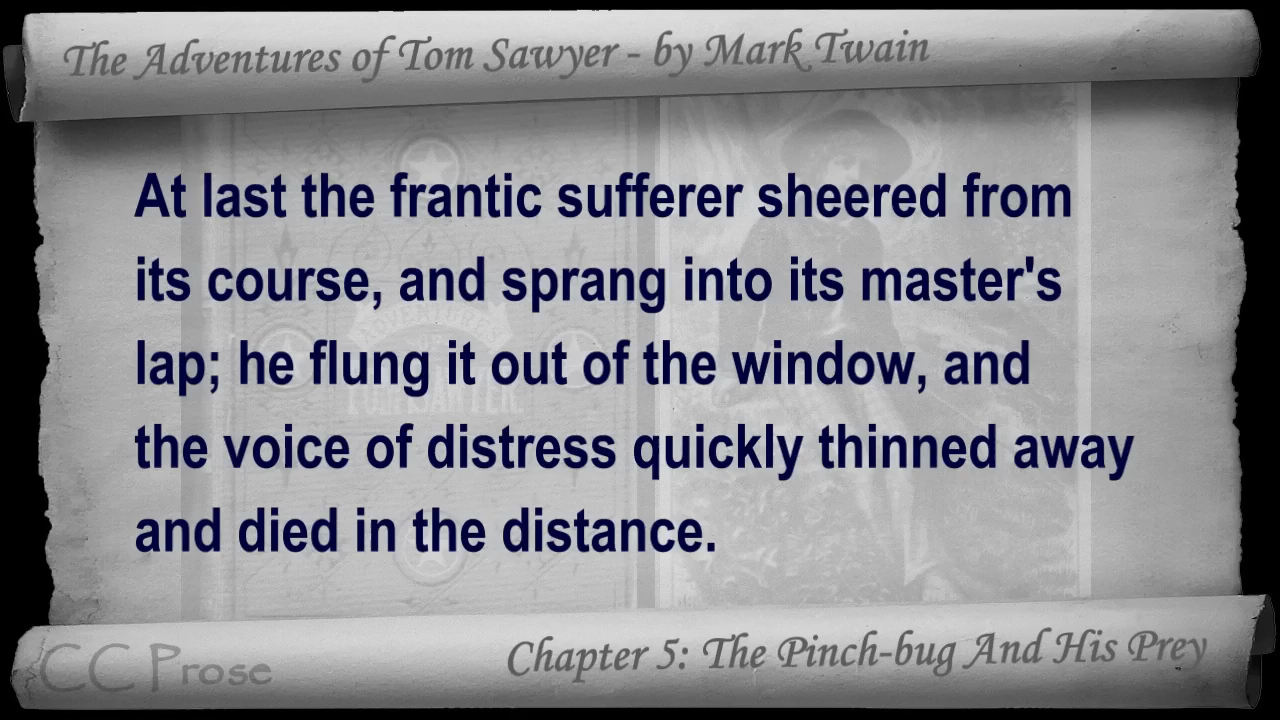 The Adventures of Tom Sawyer - by Mark Twain
At last the frantic sufferer sheered from
its course, and sprang into its master's
lap; he flung it out of the window, and
the voice of distress quickly thinned away
and died in the distance.
CC Prose
Chapter 5: The Pinch-bug And His Prey